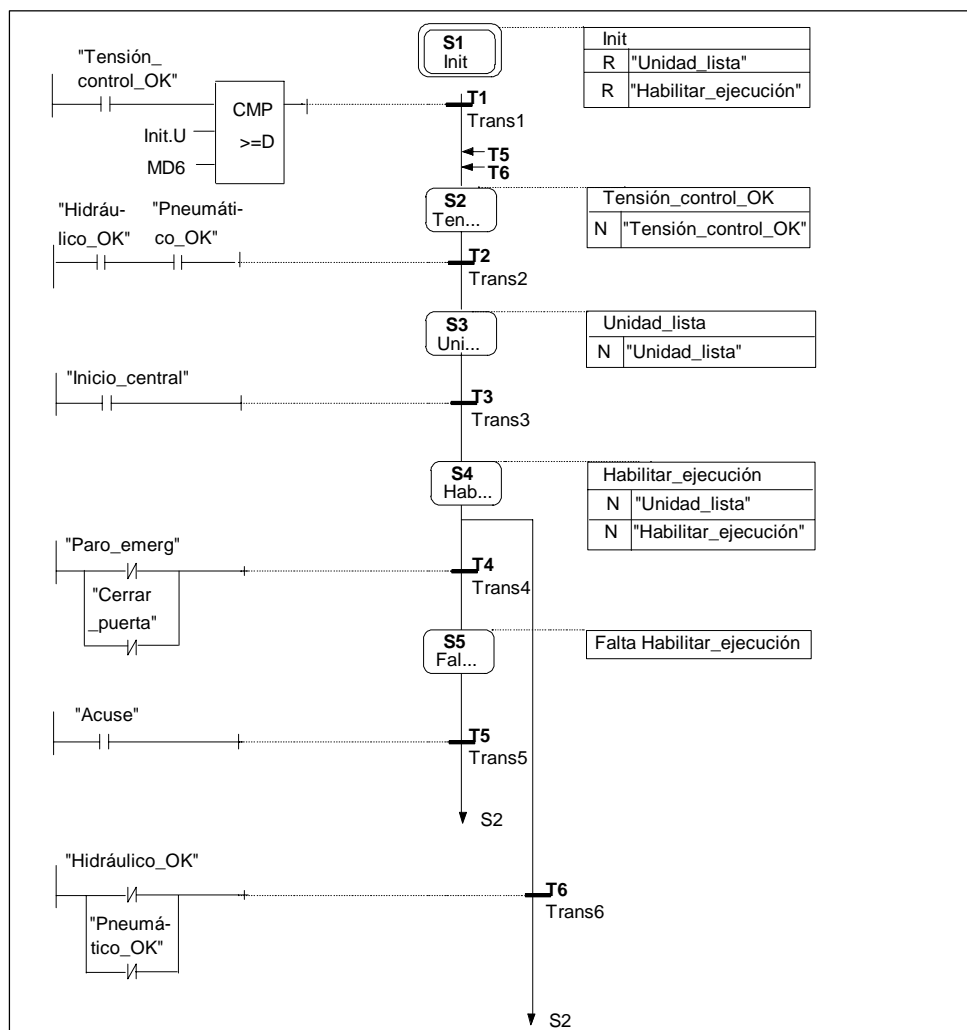 S1
Init
Init
R "Unidad_lista"
R "Habilitar_ejecución"
"Tensión_
control_OK"
CMP
>=D
Init.U
MD6
T1
Trans1
T5
T6
S2
Ten...
Tensión_control_OK
N "Tensión_control_OK"
"Hidráu-
lico_OK"
"Pneumáti-
co_OK"
T2
Trans2
S3
Uni...
Unidad_lista
N "Unidad_lista"
"Inicio_central"
T3
Trans3
S4
Hab...
Habilitar_ejecución
N "Unidad_lista"
N "Habilitar_ejecución"
"Paro_emerg"
"Cerrar
_puerta"
T4
Trans4
S5
Fal...
Falta Habilitar_ejecución
"Acuse"
T5
Trans5
S2
"Hidráulico_OK"
"Pneumá-
tico_OK"
T6
Trans6
S2